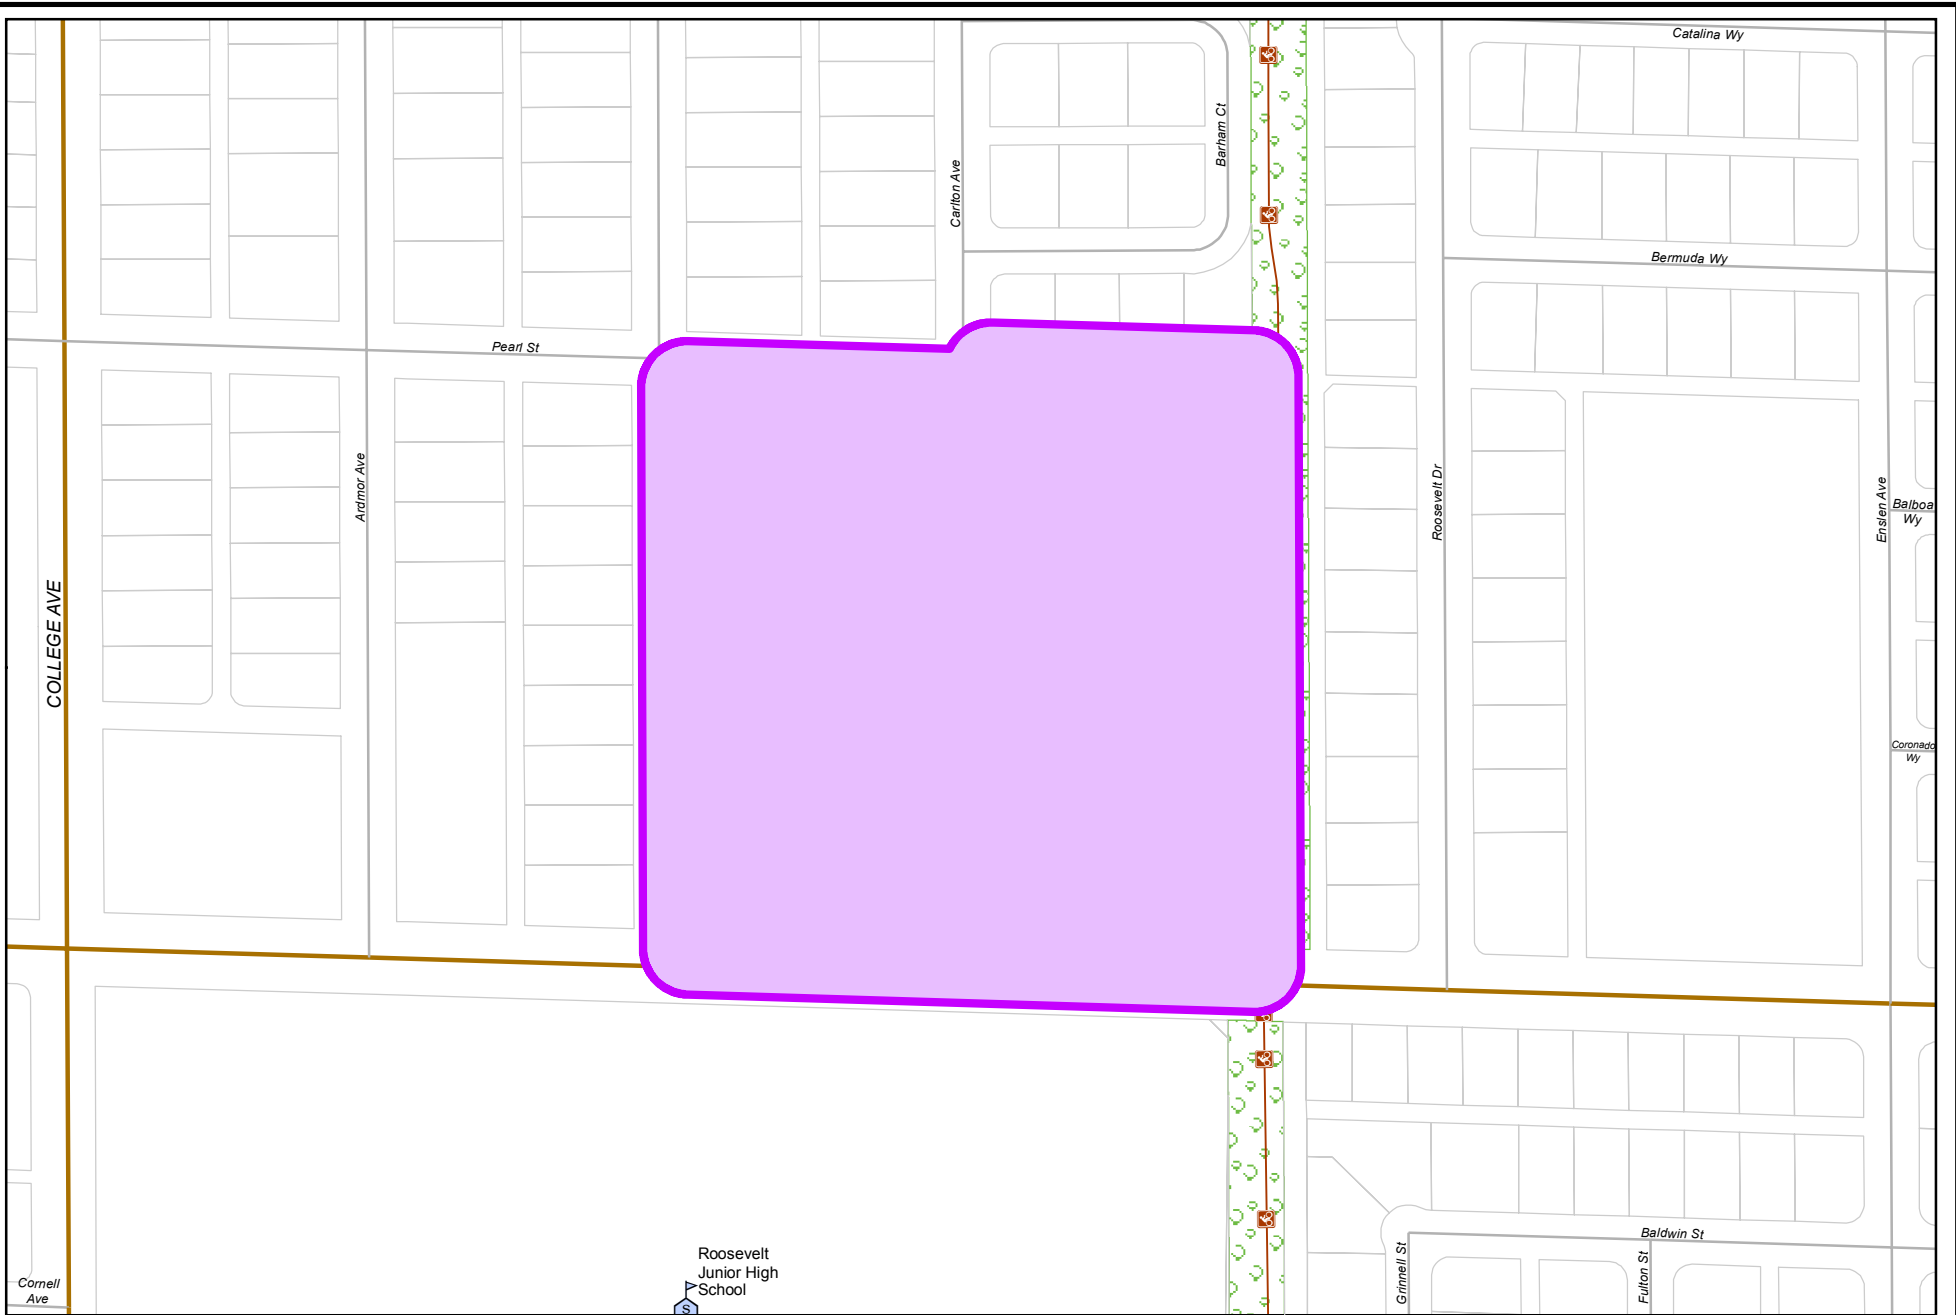 Catalina Wy
Barham Ct
Carlton Ave
Bermuda Wy
Pearl St
Ardmor Ave
Roosevelt Dr
Enslen Ave
Balboa
Wy
COLLEGE AVE
Coronado
Wy
Baldwin St
Roosevelt
Junior High
School
S
Grinnell St
Fulton St
Cornell
Ave